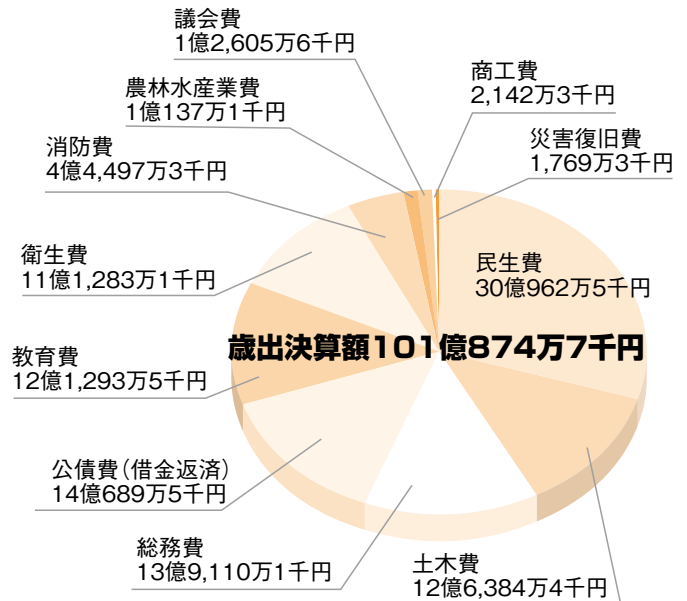 議会費
1億2,605万6千円
農林水産業費
1億137万1千円
消防費
4億4,497万3千円
衛生費
11億1,283万1千円
教育費
12億1,293万5千円
公債費(借金返済)
14億689万5千円
総務費
13億9,110万1千円
土木費
12億6,384万4千円
民生費
30億962万5千円
災害復旧費
1,769万3千円
商工費
2,142万3千円
歳出決算額101億874万7千円